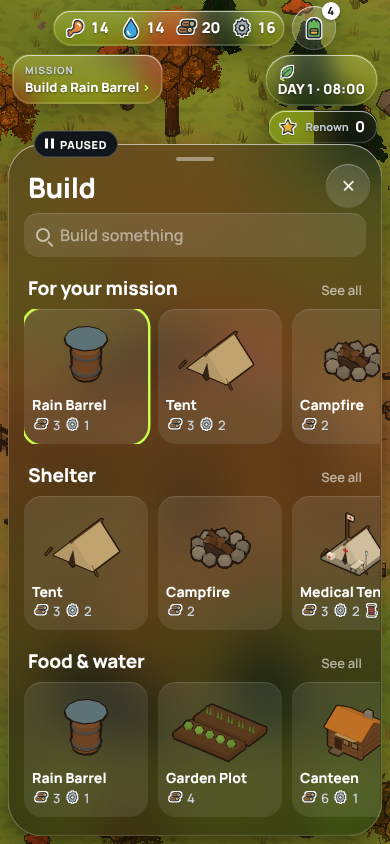 14 14 20 16 4
MISSION
Build a Rain Barrel ›
DAY 1 · 08:00
Renown 0
PAUSED
Build
Build something
For your mission See all
Rain Barrel Tent Campfire
3 1 3 2 2
Shelter See all
Tent Campfire Medical Ten
3 2 2 3 2
Food & water See all
Rain Barrel Garden Plot Canteen
3 1 4 6 1